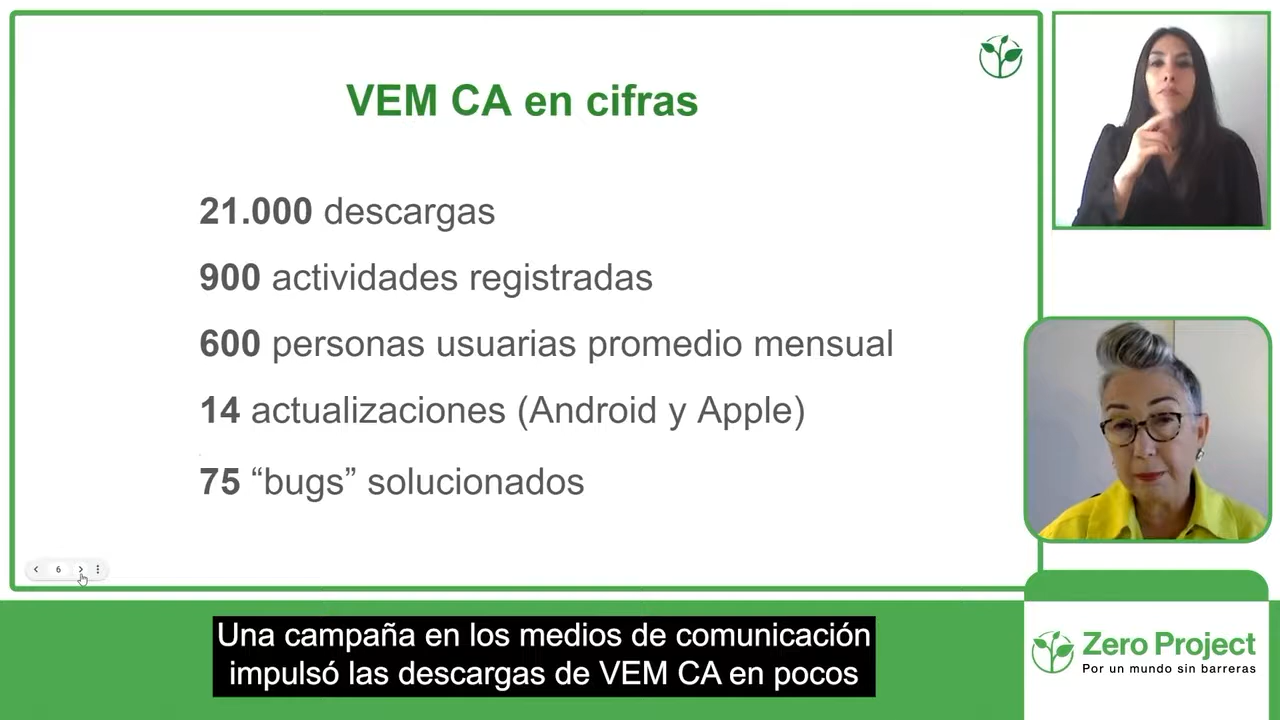 VEM CA en cifras
21.000 descargas
900 actividades registradas
600 personas usuarias promedio mensual
14 actualizaciones (Android y Apple)
75 “bugs” solucionados
6
Una campaña en los medios de comunicación
impulsó las descargas de VEM CA en pocos
Zero Project
Por un mundo sin barreras